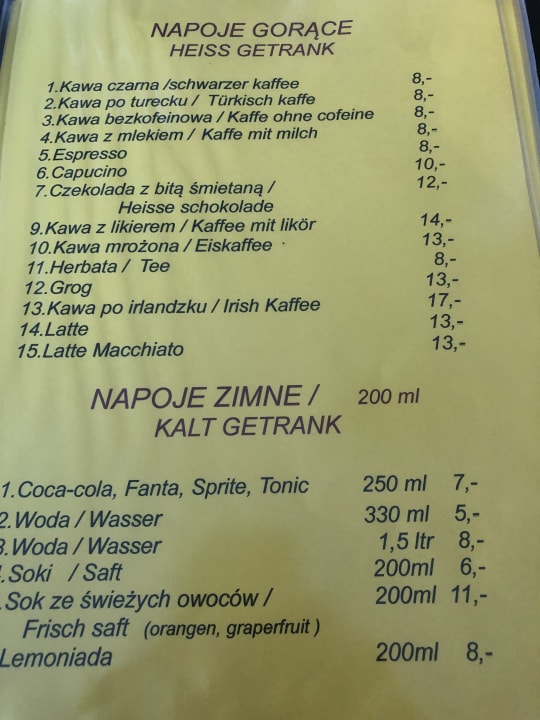 NAPOJE GORĄCE
HEISS GETRANK
1.Kawa czarna /schwarzer kaffee 8,-
2.Kawa po turecku / Türkisch kaffe 8,-
3.Kawa bezkofeinowa / Kaffe ohne cofeine 8,-
4.Kawa z mlekiem / Kaffe mit milch 8,-
5.Espresso 8,-
6.Capucino 10,-
7.Czekolada z bitą śmietaną / 12,-
Heisse schokolade
9.Kawa z likierem / Kaffee mit likör 14,-
10.Kawa mrożona / Eiskaffee 13,-
11.Herbata / Tee 8,-
12.Grog 13,-
13.Kawa po irlandzku / Irish Kaffee 17,-
14.Latte 13,-
15.Latte Macchiato 13,-
NAPOJE ZIMNE / 200 ml
KALT GETRANK
1.Coca-cola, Fanta, Sprite, Tonic 250 ml 7,-
2.Woda / Wasser 330 ml 5,-
3.Woda / Wasser 1,5 ltr 8,-
.Soki / Saft 200ml 6,-
.Sok ze świeżych owoców / 200ml 11,-
Frisch saft (orangen, graperfruit )
Lemoniada 200ml 8,-